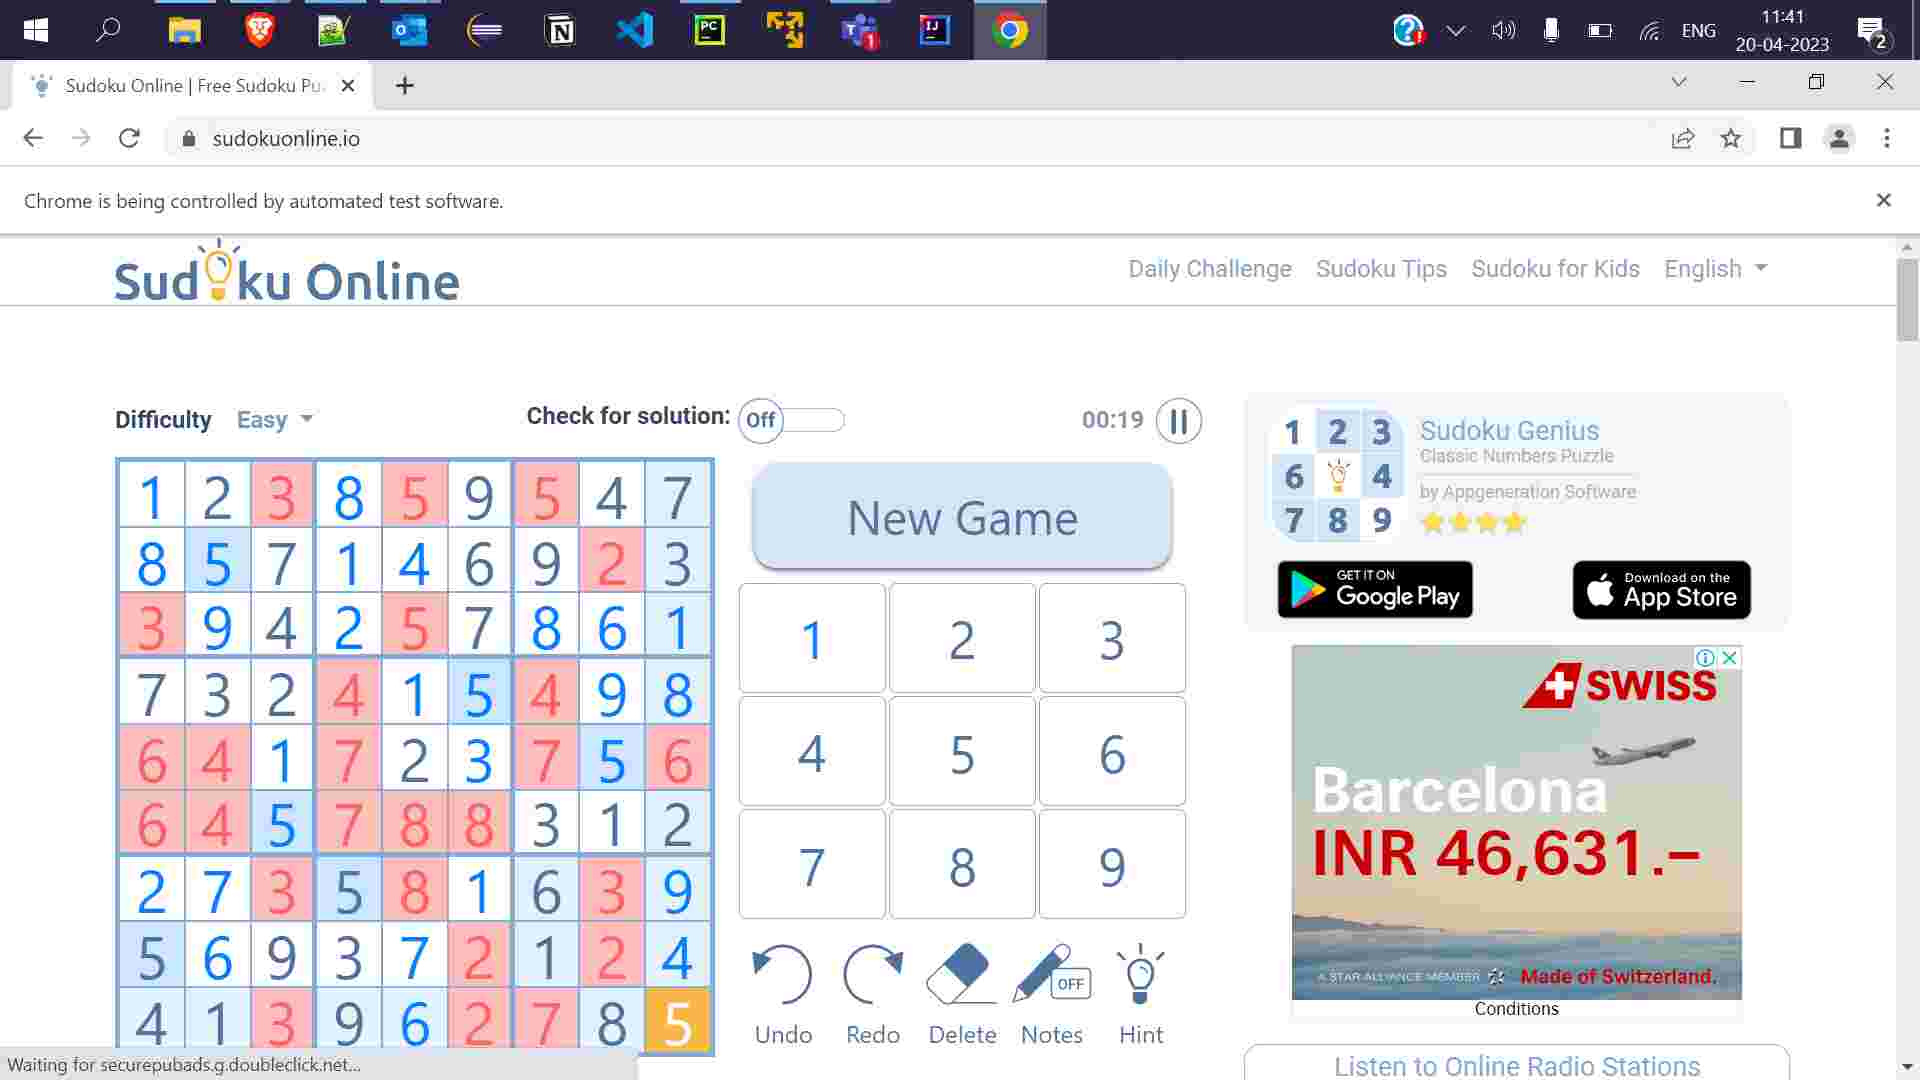 PC
1
IJ
ENG
11:41
20-04-2023
2
Sudoku Online | Free Sudoku Pu
sudokuonline.io
Chrome is being controlled by automated test software.
Sudoku Online
Daily Challenge Sudoku Tips Sudoku for Kids English
Difficulty Easy
Check for solution: Off
00:19
1 2 3 8 5 9 5 4 7
8 5 7 1 4 6 9 2 3
3 9 4 2 5 7 8 6 1
7 3 2 4 1 5 4 9 8
6 4 1 7 2 3 7 5 6
6 4 5 7 8 8 3 1 2
2 7 3 5 8 1 6 3 9
5 6 9 3 7 2 1 2 4
4 1 3 9 6 2 7 8 5
New Game
1 2 3
4 5 6
7 8 9
OFF
Undo Redo Delete Notes Hint
1 2 3
6 4
7 8 9
Sudoku Genius
Classic Numbers Puzzle
by Appgeneration Software
GET IT ON
Google Play
Download on the
App Store
SWISS
Barcelona
INR 46,631.–
A STAR ALLIANCE MEMBER
Made of Switzerland.
Conditions
Listen to Online Radio Stations
Waiting for securepubads.g.doubleclick.net...